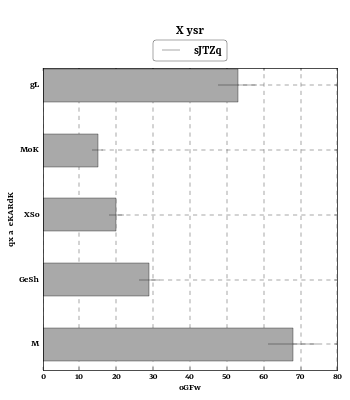 X ysr
sJTZq
gL
MoK
XSo
GeSh
M
qx a eKARdK
0 10 20 30 40 50 60 70 80
oGFw